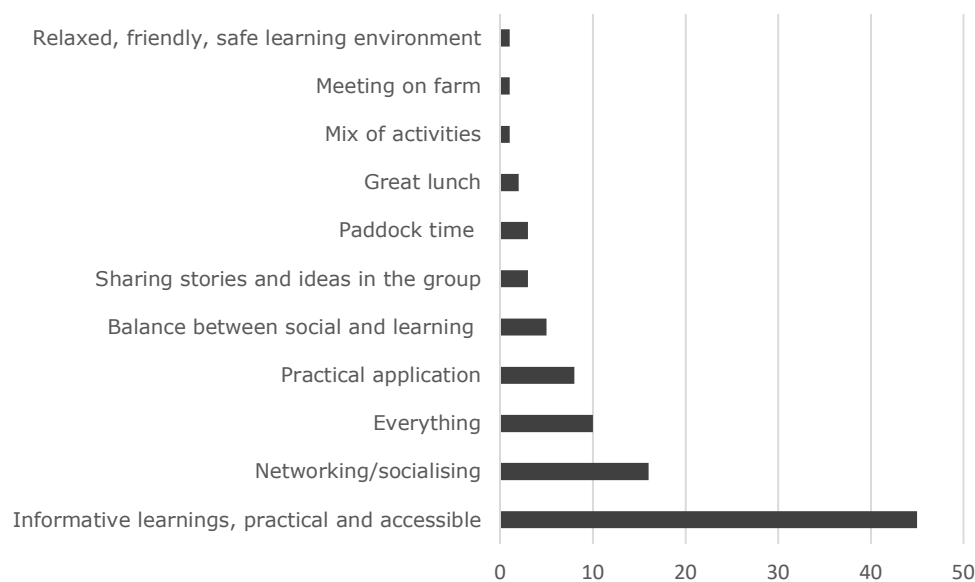 Relaxed, friendly, safe learning environment
Meeting on farm
Mix of activities
Great lunch
Paddock time
Sharing stories and ideas in the group
Balance between social and learning
Practical application
Everything
Networking/socialising
Informative learnings, practical and accessible
0 10 20 30 40 50